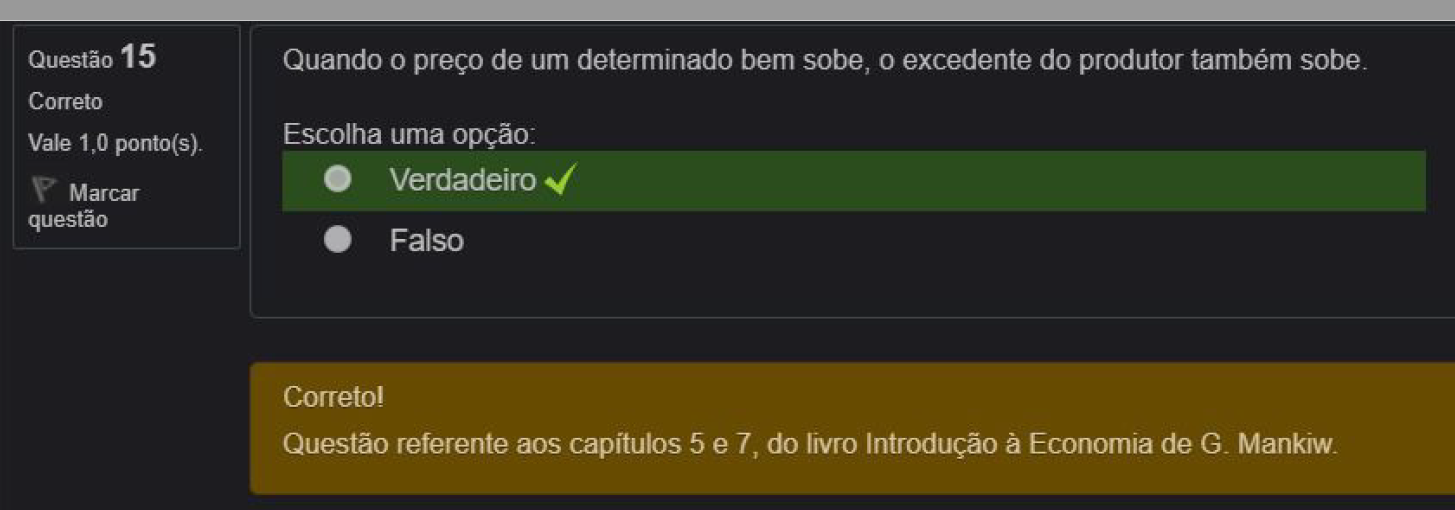 Questão 15
Correto
Vale 1,0 ponto(s).
Marcar
questão
Quando o preço de um determinado bem sobe, o excedente do produtor também sobe.
Escolha uma opção:
Verdadeiro
Falso
Correto!
Questão referente aos capítulos 5 e 7, do livro Introdução à Economia de G. Mankiw.